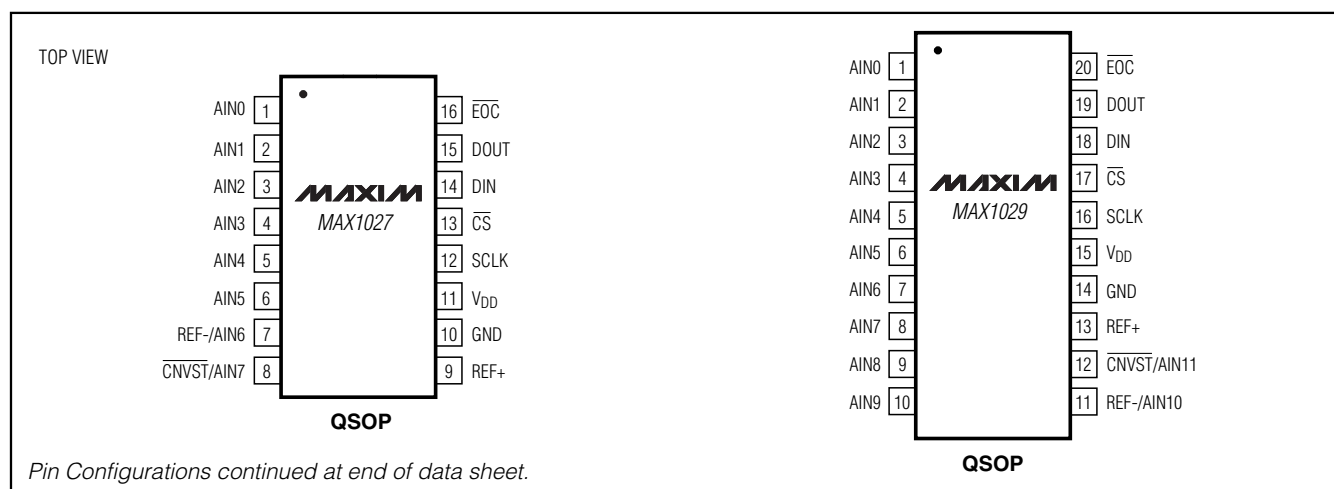 TOP VIEW
AIN0 1
AIN1 2
AIN2 3
AIN3 4
AIN4 5
AIN5 6
REF-/AIN6 7
CNVST/AIN7 8
MAXIM
MAX1027
16 EOC
15 DOUT
14 DIN
13 CS
12 SCLK
11 VDD
10 GND
9 REF+
QSOP
AIN0 1
AIN1 2
AIN2 3
AIN3 4
AIN4 5
AIN5 6
AIN6 7
AIN7 8
AIN8 9
AIN9 10
MAXIM
MAX1029
20 EOC
19 DOUT
18 DIN
17 CS
16 SCLK
15 VDD
14 GND
13 REF+
12 CNVST/AIN11
11 REF-/AIN10
QSOP
Pin Configurations continued at end of data sheet.